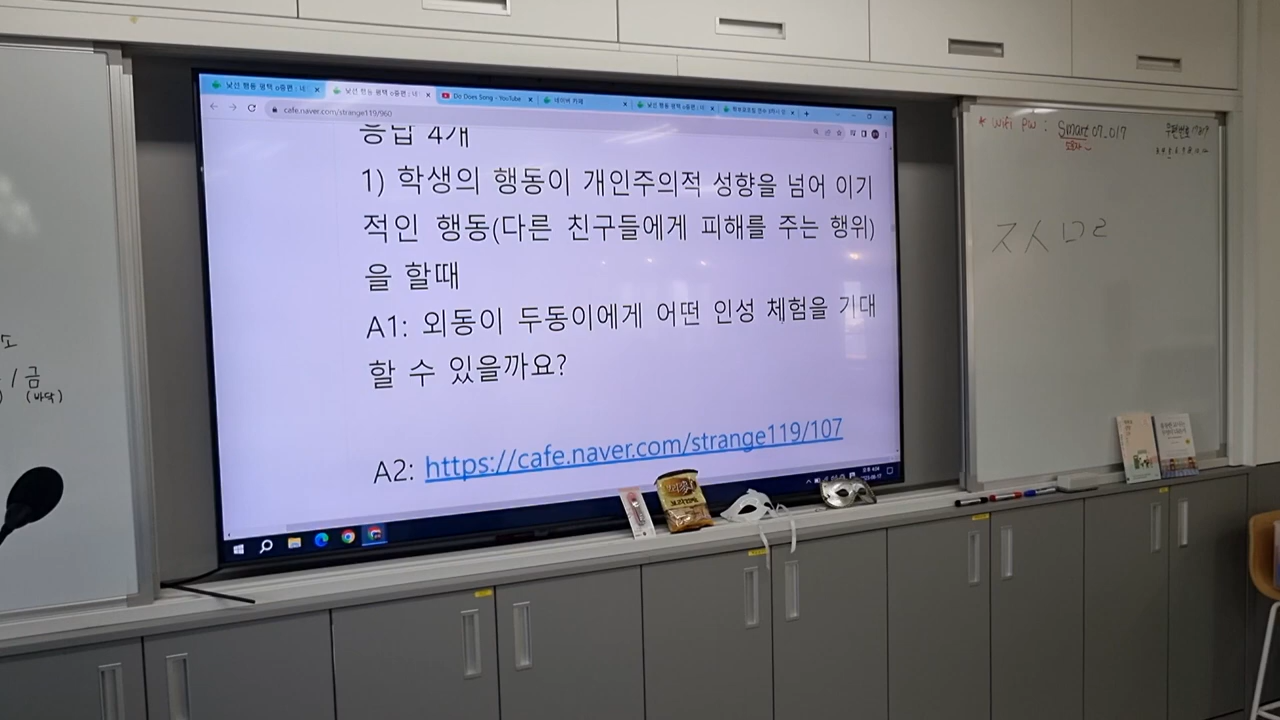 Do Does Song - YouTube
네이버 카페
cafe.naver.com/strange119/960
응답 4개
1) 학생의 행동이 개인주의적 성향을 넘어 이기
적인 행동(다른 친구들에게 피해를 주는 행위)
을 할때
A1: 외동이 두동이에게 어떤 인성 체험을 기대
할 수 있을까요?
A2: https://cafe.naver.com/strange119/107
* Wifi PW : Smart07_017
ㅈㅅㅁㄹ
/ 금
(바닥)